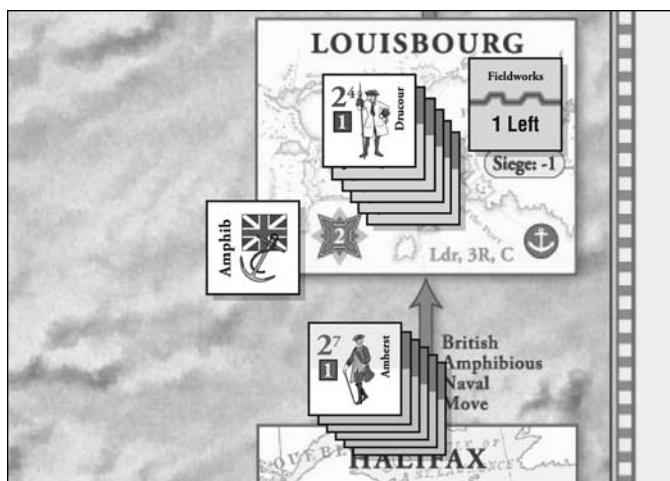 LOUISBOURG
Fieldworks
1 Left
2 4
1
Drucour
Siege: -1
Amphib
2
Ldr, 3R, C
2 7
1
Amherst
British
Amphibious
Naval
Move
HALIFAX